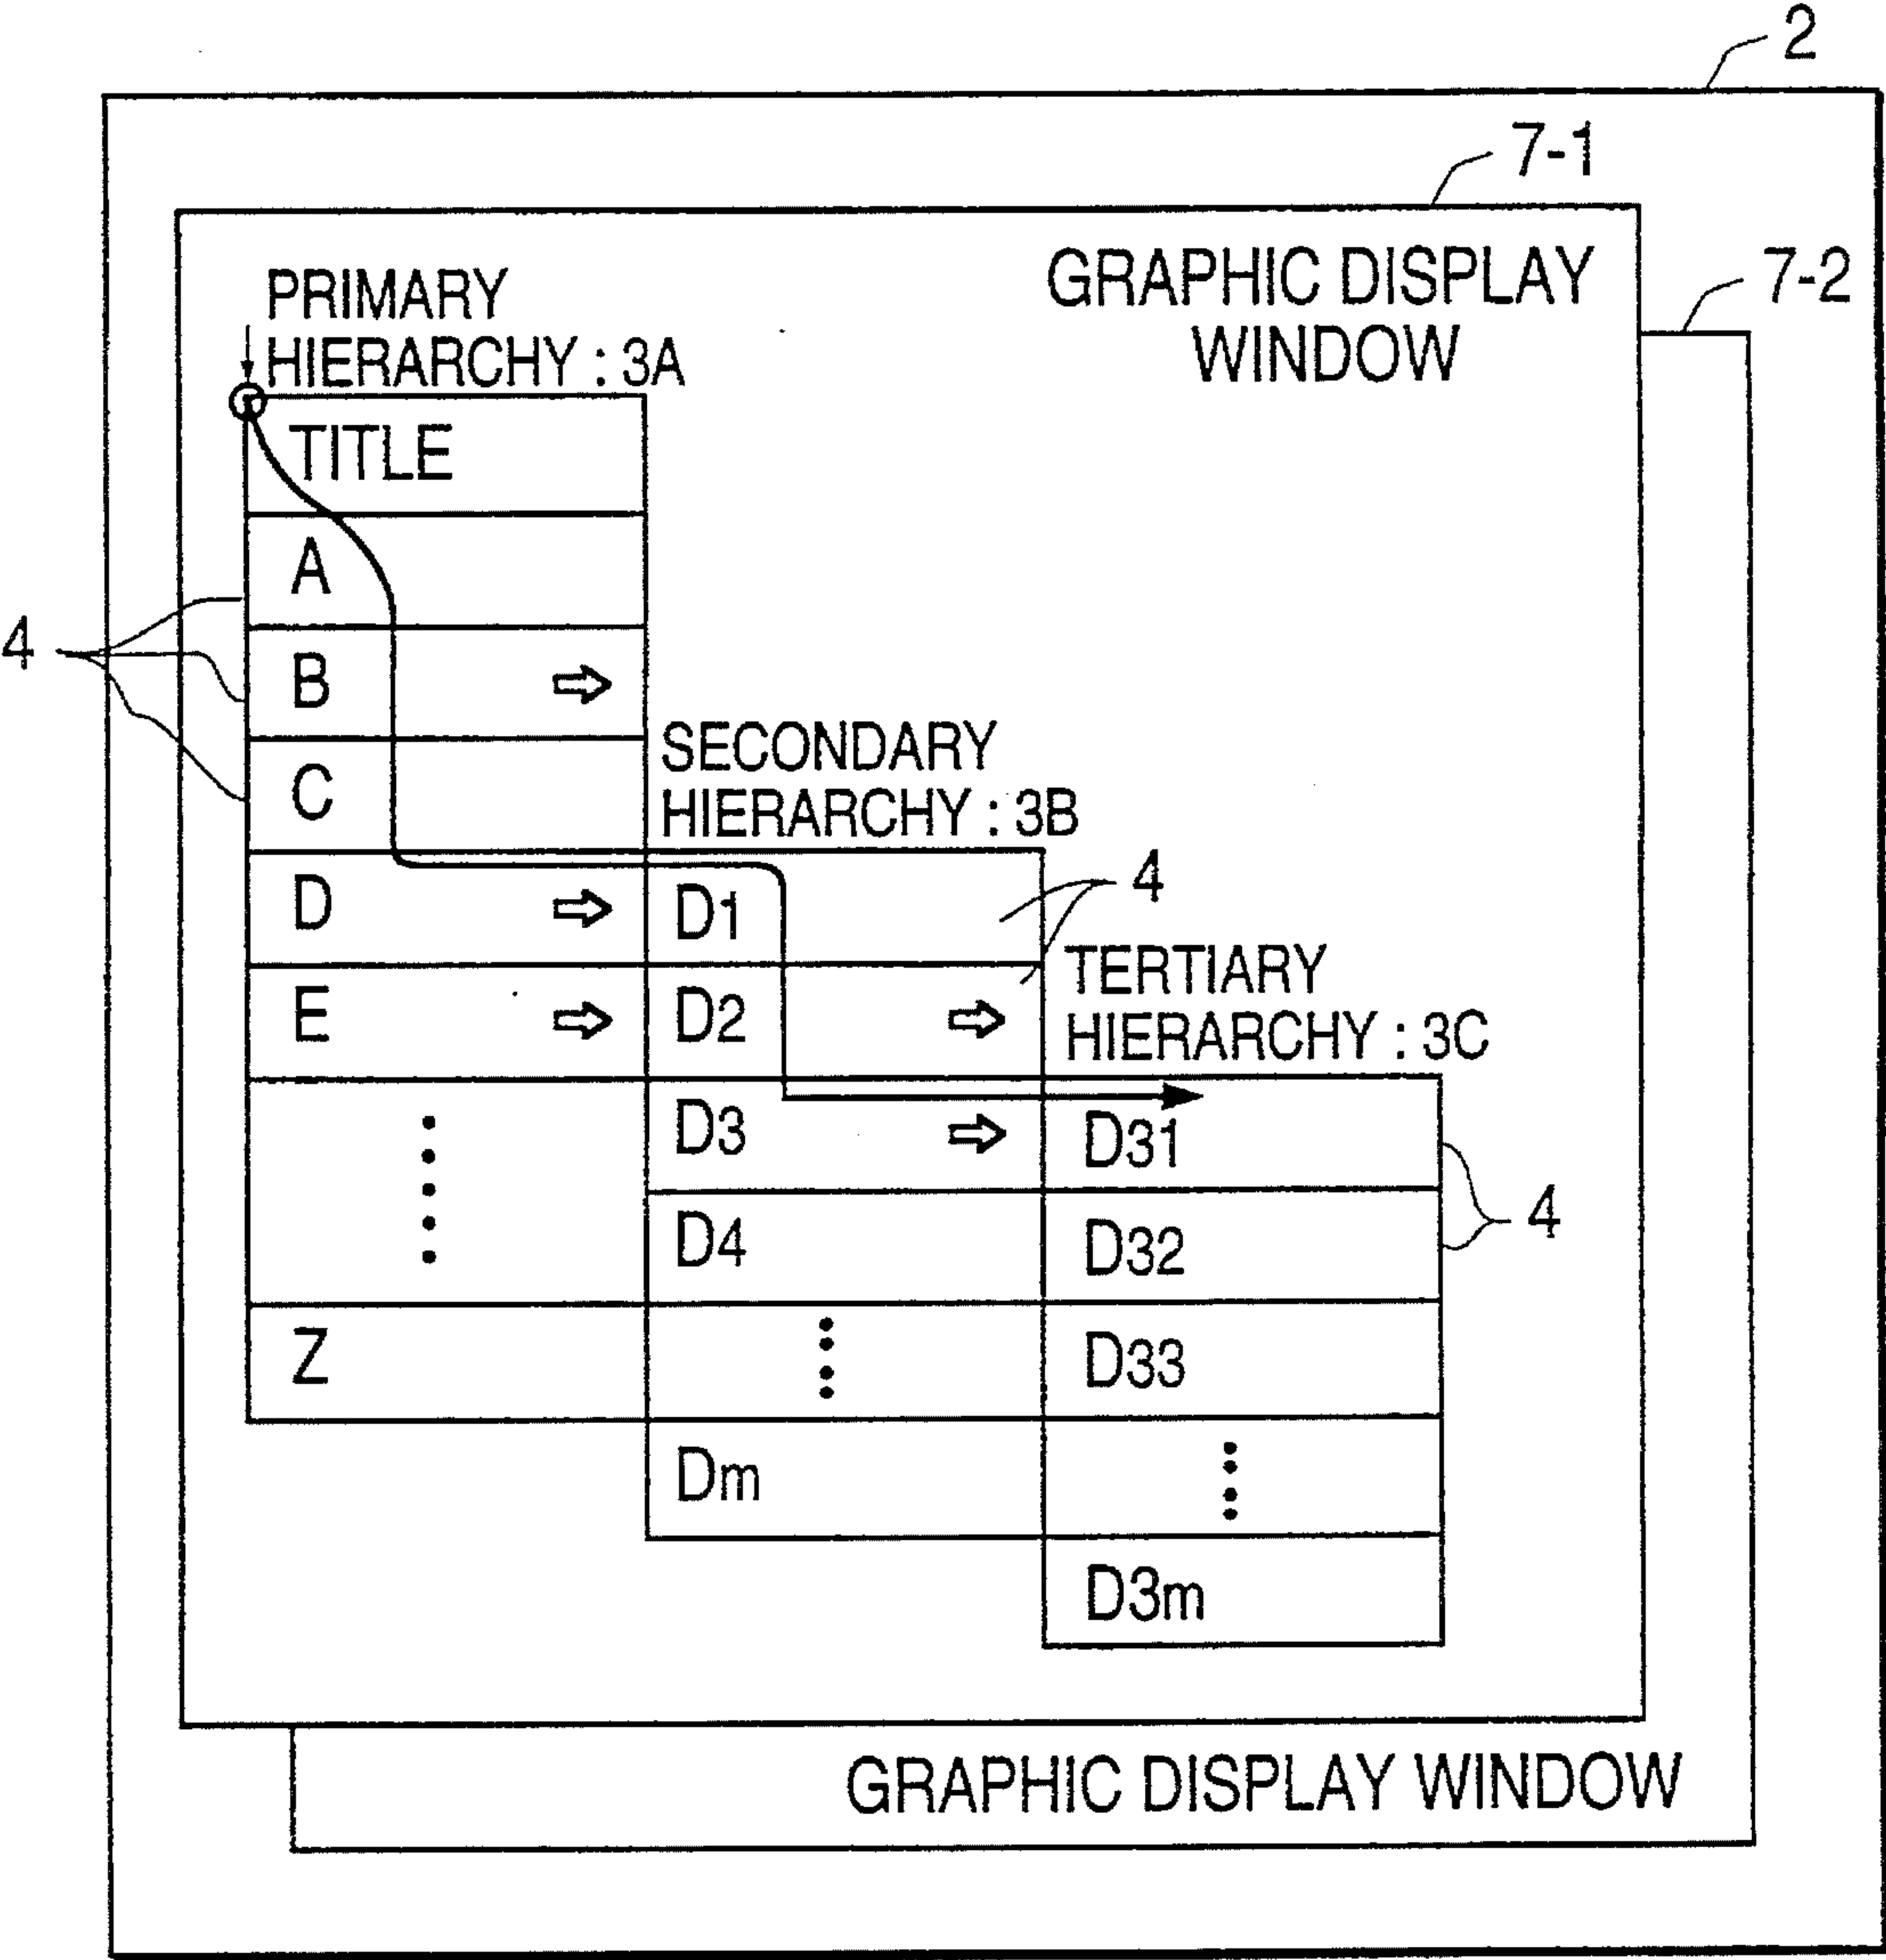 2
7-1
7-2
GRAPHIC DISPLAY
WINDOW
PRIMARY
HIERARCHY : 3A
TITLE
A
4
B
C
SECONDARY
HIERARCHY : 3B
D
D1
4
E
D2
TERTIARY
HIERARCHY : 3C
D3
D31
4
D4
D32
Z
D33
Dm
D3m
GRAPHIC DISPLAY WINDOW